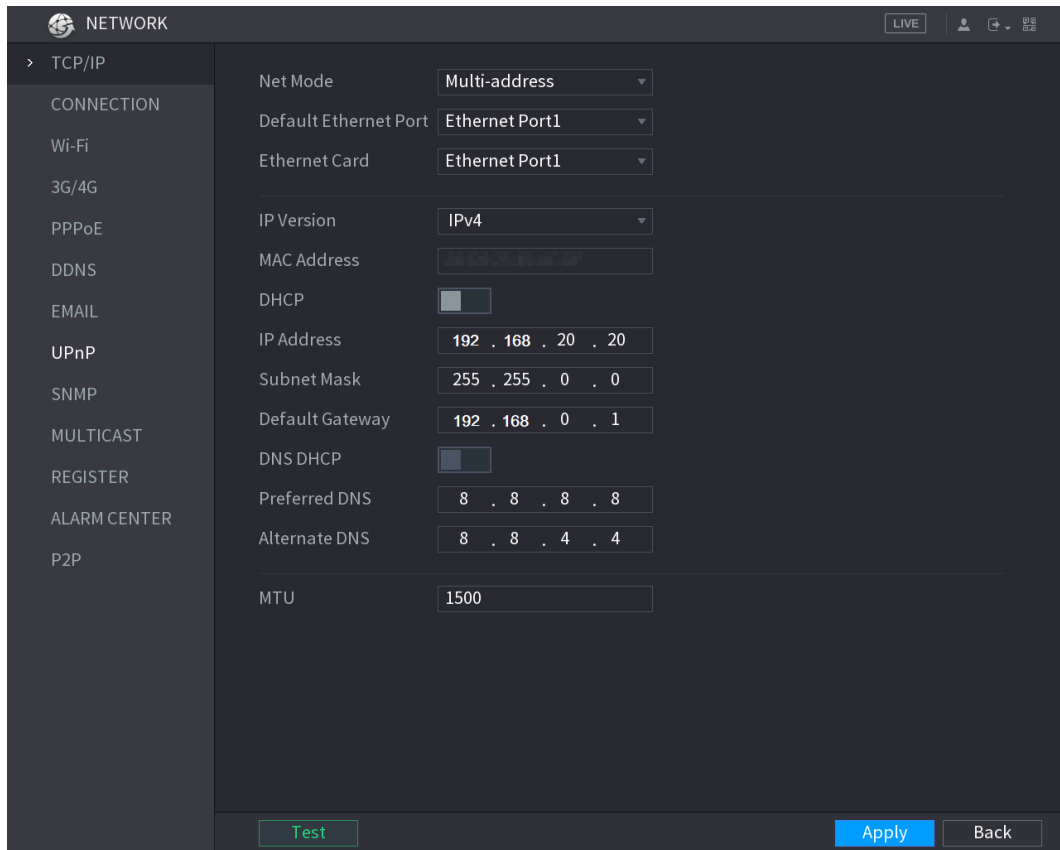 NETWORK
LIVE
TCP/IP
CONNECTION
Wi-Fi
3G/4G
PPPoE
DDNS
EMAIL
UPnP
SNMP
MULTICAST
REGISTER
ALARM CENTER
P2P
Net Mode Multi-address
Default Ethernet Port Ethernet Port1
Ethernet Card Ethernet Port1
IP Version IPv4
MAC Address
DHCP
IP Address 192 . 168 . 20 . 20
Subnet Mask 255 . 255 . 0 . 0
Default Gateway 192 . 168 . 0 . 1
DNS DHCP
Preferred DNS 8 . 8 . 8 . 8
Alternate DNS 8 . 8 . 4 . 4
MTU 1500
Test Apply Back